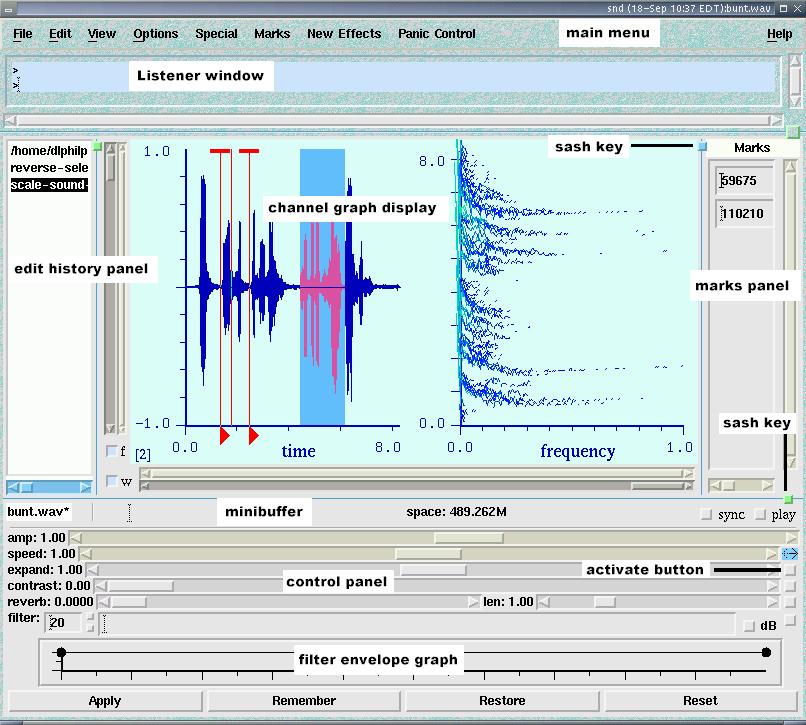 snd (18-Sep 10:37 EDT):bunt.wav
File Edit View Options Special Marks New Effects Panic Control main menu Help
>
Listener window
sash key
/home/dlphilp
reverse-sele
scale-sound-
edit history panel
1.0
-1.0
[2]
0.0 time 8.0
channel graph display
8.0
0.0
0.0 frequency 1.0
Marks
59675
110210
marks panel
sash key
f
w
bunt.wav* minibuffer space: 489.262M sync play
amp: 1.00
speed: 1.00
expand: 1.00 activate button
contrast: 0.00 control panel
reverb: 0.0000 len: 1.00
filter: 20 dB
filter envelope graph
Apply Remember Restore Reset